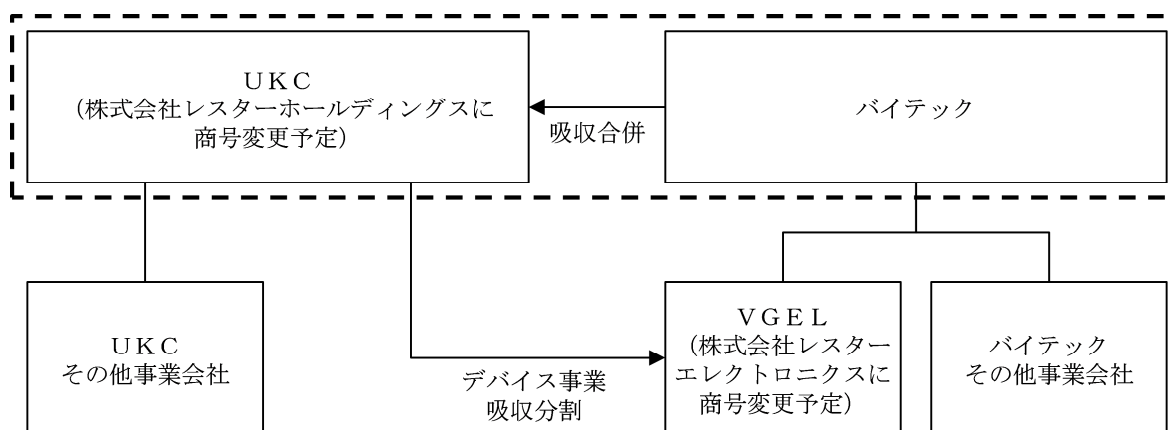 ＵＫＣ
（株式会社レスターホールディングスに
商号変更予定）
バイテック
吸収合併
ＵＫＣ
その他事業会社
デバイス事業
吸収分割
ＶＧＥＬ
（株式会社レスター
エレクトロニクスに
商号変更予定）
バイテック
その他事業会社